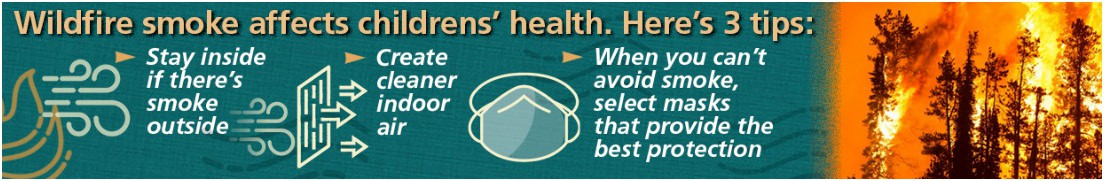 Wildfire smoke affects childrens’ health. Here’s 3 tips:
Stay inside
if there’s
smoke
outside
Create
cleaner
indoor
air
When you can’t
avoid smoke,
select masks
that provide the
best protection